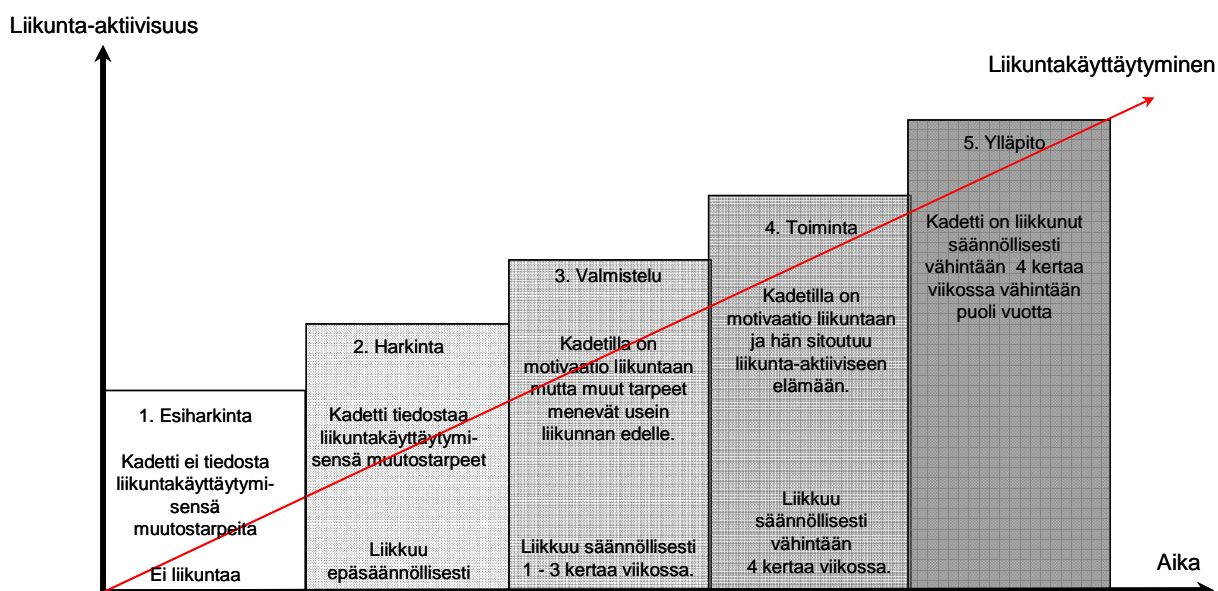 Liikunta-aktiivisuus
Liikuntakäyttäytyminen
1. Esiharkinta
Kadetti ei tiedosta
liikuntakäyttäytymi-
sensä
muutostarpeita
Ei liikuntaa
2. Harkinta
Kadetti tiedostaa
liikuntakäyttäytymi-
sensä muutostarpeet
Liikkuu
epäsäännöllisesti
3. Valmistelu
Kadetilla on
motivaatio liikuntaan
mutta muut tarpeet
menevät usein
liikunnan edelle.
Liikkuu säännöllisesti
1 - 3 kertaa viikossa.
4. Toiminta
Kadetilla on
motivaatio liikuntaan
ja hän sitoutuu
liikunta-aktiiviseen
elämään.
Liikkuu
säännöllisesti
vähintään
4 kertaa viikossa.
5. Ylläpito
Kadetti on liikkunut
säännöllisesti
vähintään 4 kertaa
viikossa vähintään
puoli vuotta
Aika